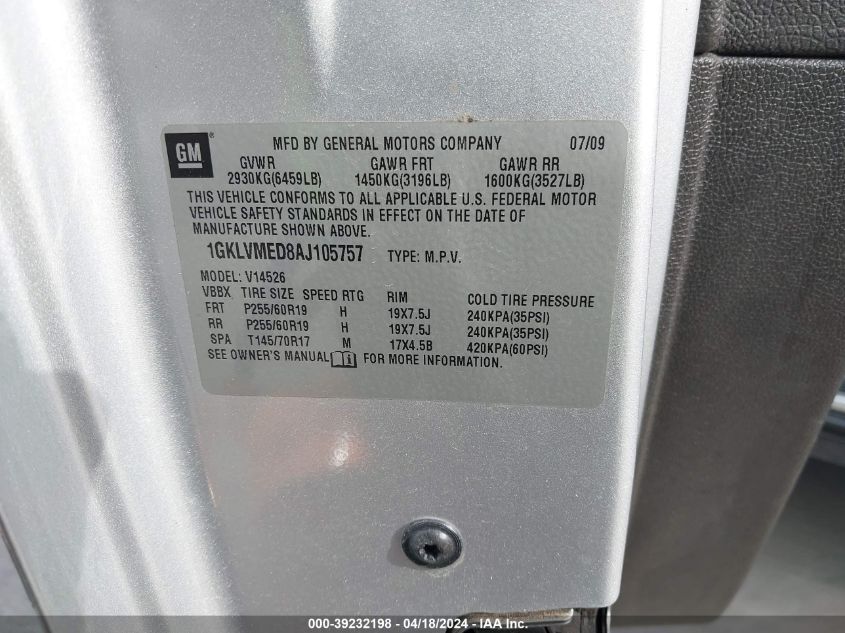 GM ® MFD BY GENERAL MOTORS COMPANY 07/09
GVWR GAWR FRT GAWR RR
2930KG(6459LB) 1450KG(3196LB) 1600KG(3527LB)
THIS VEHICLE CONFORMS TO ALL APPLICABLE U.S. FEDERAL MOTOR
VEHICLE SAFETY STANDARDS IN EFFECT ON THE DATE OF
MANUFACTURE SHOWN ABOVE.
1GKLVMED8AJ105757 TYPE: M.P.V.
MODEL: V14526
VBBX TIRE SIZE SPEED RTG RIM COLD TIRE PRESSURE
FRT P255/60R19 H 19X7.5J 240KPA(35PSI)
RR P255/60R19 H 19X7.5J 240KPA(35PSI)
SPA T145/70R17 M 17X4.5B 420KPA(60PSI)
SEE OWNER'S MANUAL FOR MORE INFORMATION.
000-39232198 - 04/18/2024 - IAA Inc.